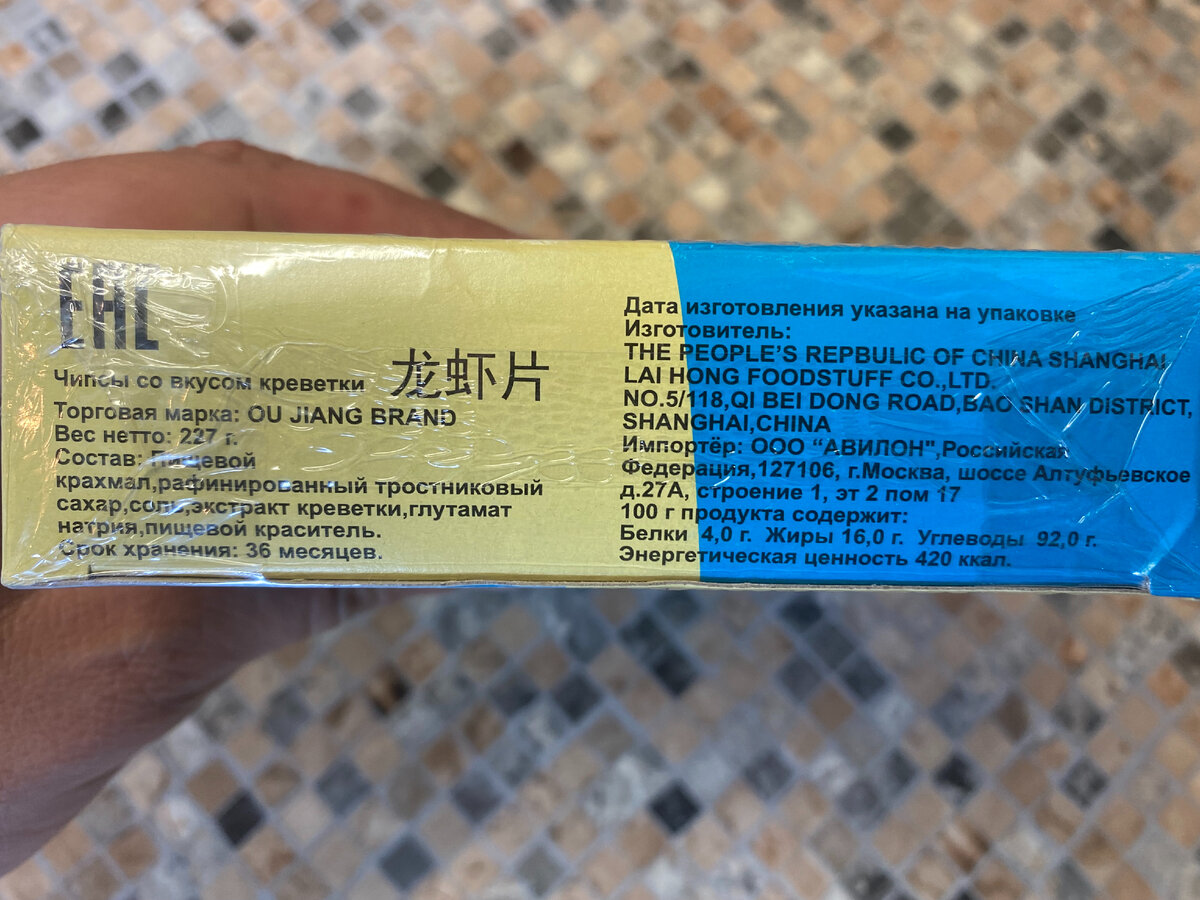 ЕАС
Чипсы со вкусом креветки 龙虾片
Торговая марка: OU JIANG BRAND
Вес нетто: 227 г.
Состав: Пищевой
крахмал,рафинированный тростниковый
сахар,соль,экстракт креветки,глутамат
натрия,пищевой краситель.
Срок хранения: 36 месяцев.
Дата изготовления указана на упаковке
Изготовитель:
THE PEOPLE'S REPBULIC OF CHINA SHANGHAI
LAI HONG FOODSTUFF CO.,LTD.
NO.5/118,QI BEI DONG ROAD,BAO SHAN DISTRICT,
SHANGHAI,CHINA
Импортёр: ООО “АВИЛОН",Российская
Федерация,127106, г.Москва, шоссе Алтуфьевское
д.27А, строение 1, эт 2 пом 17
100 г продукта содержит:
Белки 4,0 г. Жиры 16,0 г. Углеводы 92,0 г.
Энергетическая ценность 420 ккал.